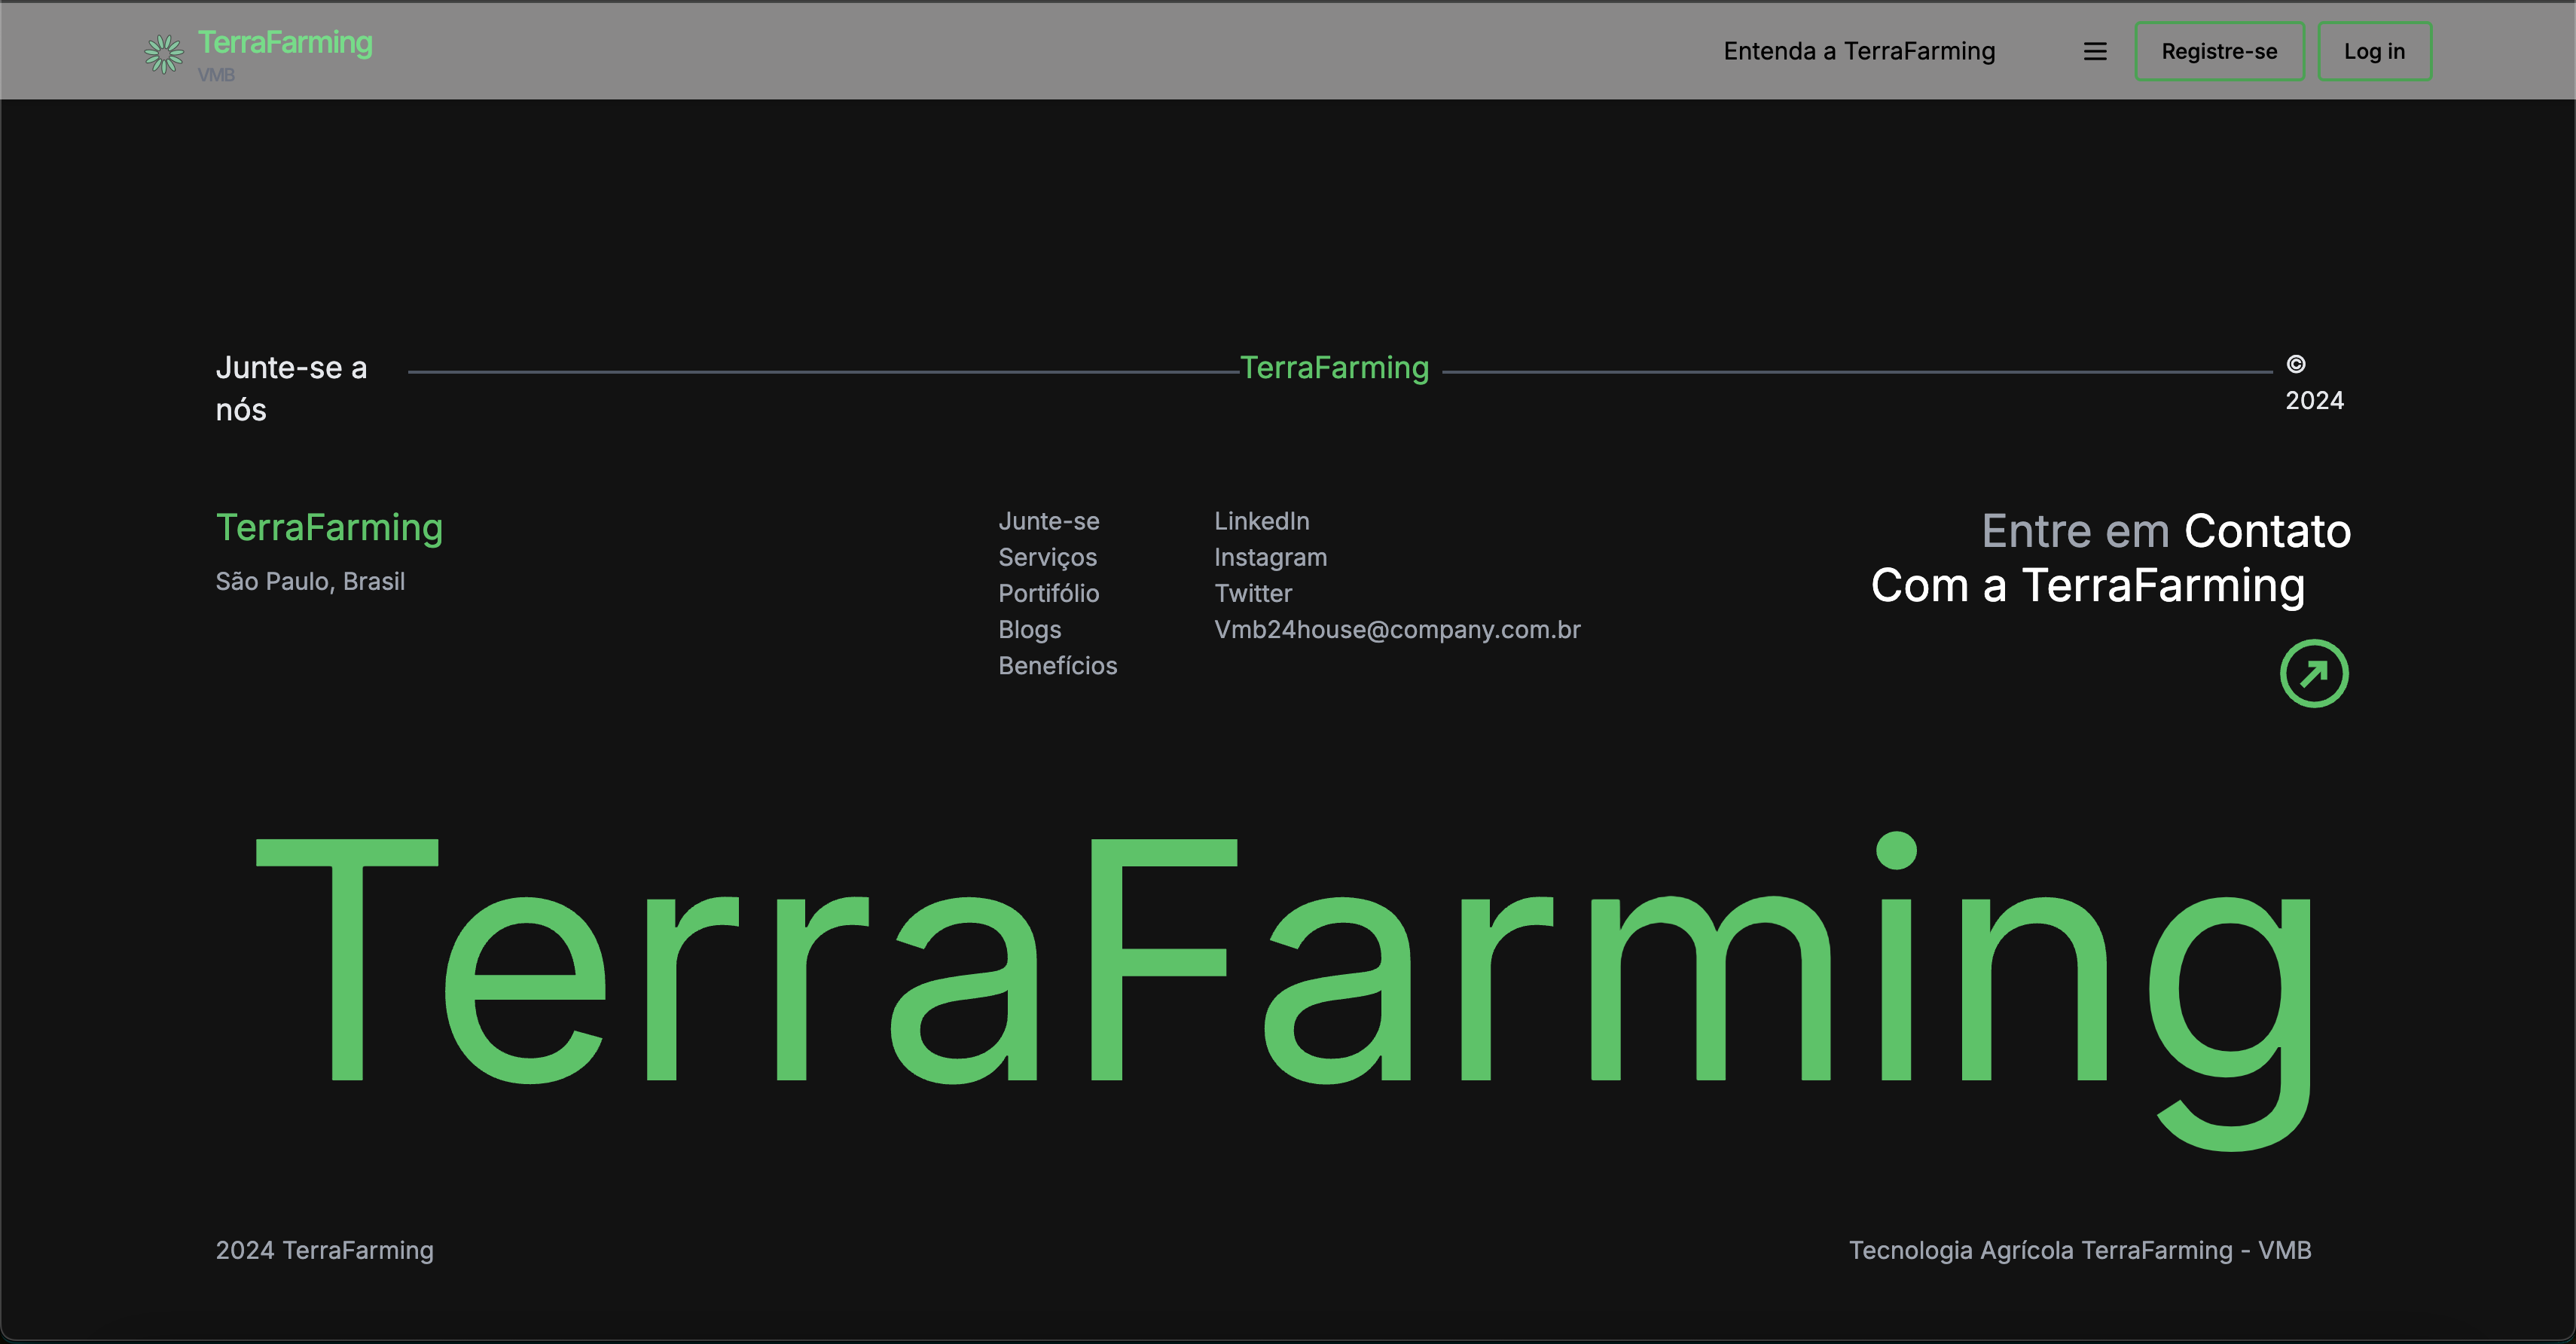 TerraFarming
VMB
Entenda a TerraFarming
Registre-se
Log in
Junte-se a
nós
TerraFarming
©
2024
TerraFarming
São Paulo, Brasil
Junte-se
Serviços
Portifólio
Blogs
Benefícios
LinkedIn
Instagram
Twitter
Vmb24house@company.com.br
Entre em Contato
Com a TerraFarming
TerraFarming
2024 TerraFarming
Tecnologia Agrícola TerraFarming - VMB